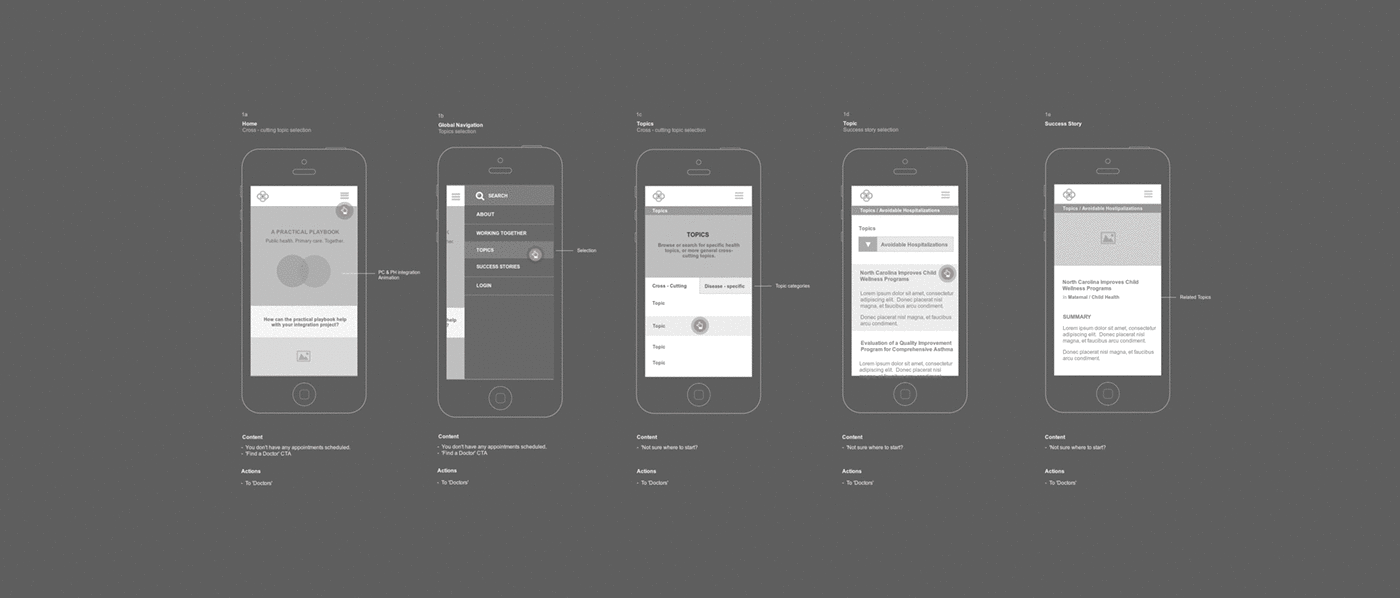 1a
Home
Cross - cutting topic selection
A PRACTICAL PLAYBOOK
Public health. Primary care. Together.
How can the practical playbook help
with your integration project?
PC & PH integration
Animation
Content
- 'You don't have any appointments scheduled.
- 'Find a Doctor' CTA
Actions
- To 'Doctors'
1b
Global Navigation
Topics selection
help
?
SEARCH
ABOUT
WORKING TOGETHER
TOPICS
SUCCESS STORIES
LOGIN
Selection
Content
- 'You don't have any appointments scheduled.
- 'Find a Doctor' CTA
Actions
- To 'Doctors'
1c
Topics
Cross - cutting topic selection
Topics
TOPICS
Browse or search for specific health
topics, or more general cross-
cutting topics.
Cross - Cutting
Disease - specific
Topic
Topic
Topic
Topic
Topic categories
Content
- 'Not sure where to start?
Actions
- To 'Doctors'
1d
Topic
Success story selection
Topics / Avoidable Hospitalizations
Topics
Avoidable Hospitalizations
North Carolina Improves Child
Wellness Programs
Lorem ipsum dolor sit amet, consectetur
adipiscing elit. Donec placerat nisl
magna, et faucibus arcu condiment.
Donec placerat nisl magna, et faucibus
arcu condiment.
Evaluation of a Quality Improvement
Program for Comprehensive Asthma
Lorem ipsum dolor sit amet, consectetur
adipiscing elit. Donec placerat nisl
Content
- 'Not sure where to start?
Actions
- To 'Doctors'
1e
Success Story
Topics / Avoidable Hostipalizations
North Carolina Improves Child
Wellness Programs
in Maternal / Child Health
SUMMARY
Lorem ipsum dolor sit amet, consectetur
adipiscing elit. Donec placerat nisl
magna, et faucibus arcu condiment.
Donec placerat nisl magna, et faucibus
arcu condiment.
Related Topics
Content
- 'Not sure where to start?
Actions
- To 'Doctors'